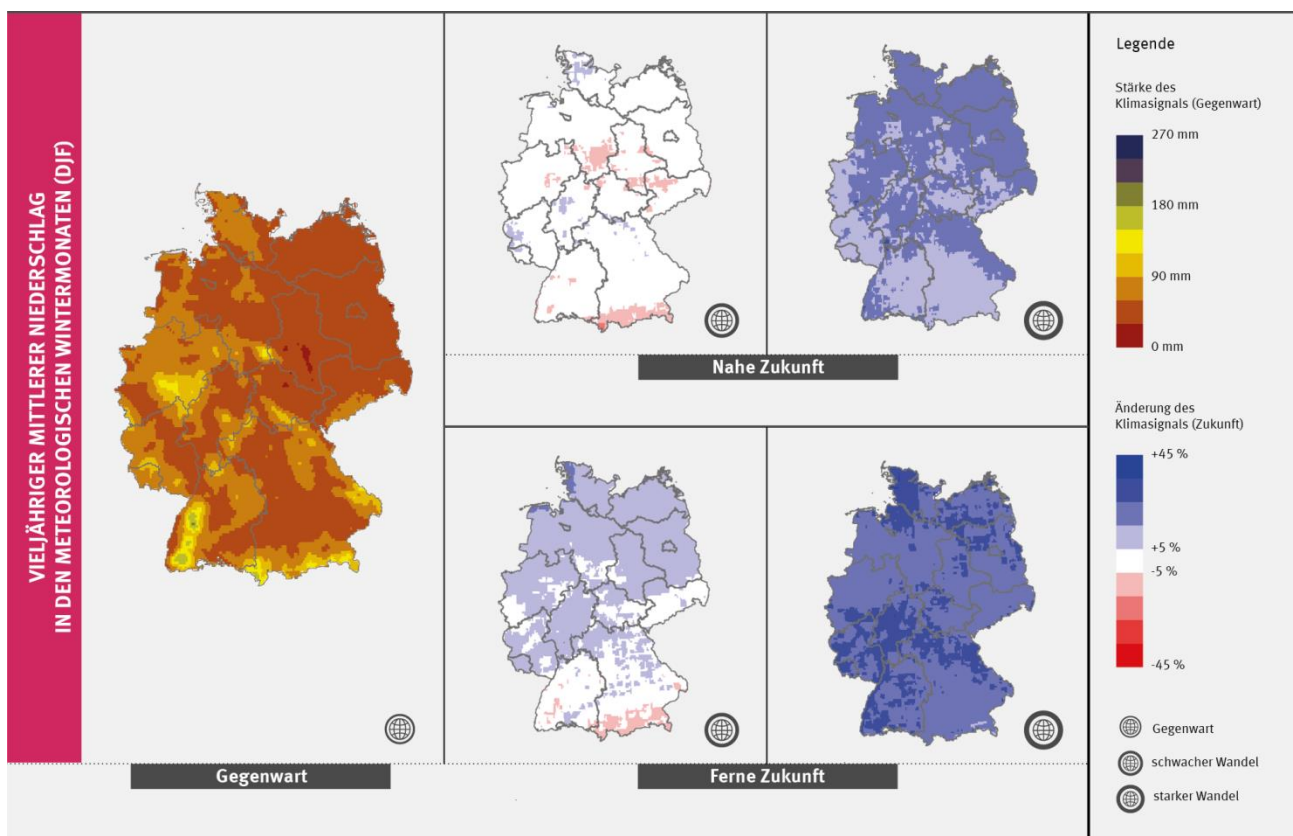 VIELJÄHRIGER MITTLERER NIEDERSCHLAG
IN DEN METEOROLOGISCHEN WINTERMONATEN (DJF)
Gegenwart
Nahe Zukunft
Ferne Zukunft
Legende
Stärke des
Klimasignals (Gegenwart)
270 mm
180 mm
90 mm
0 mm
Änderung des
Klimasignals (Zukunft)
+45 %
+5 %
-5 %
-45 %
Gegenwart
schwacher Wandel
starker Wandel